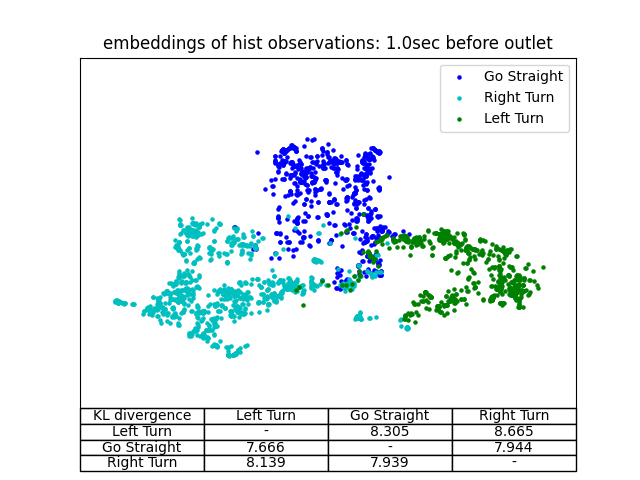 embeddings of hist observations: 1.0sec before outlet
Go Straight
Right Turn
Left Turn
KL divergence Left Turn Go Straight Right Turn
Left Turn - 8.305 8.665
Go Straight 7.666 - 7.944
Right Turn 8.139 7.939 -